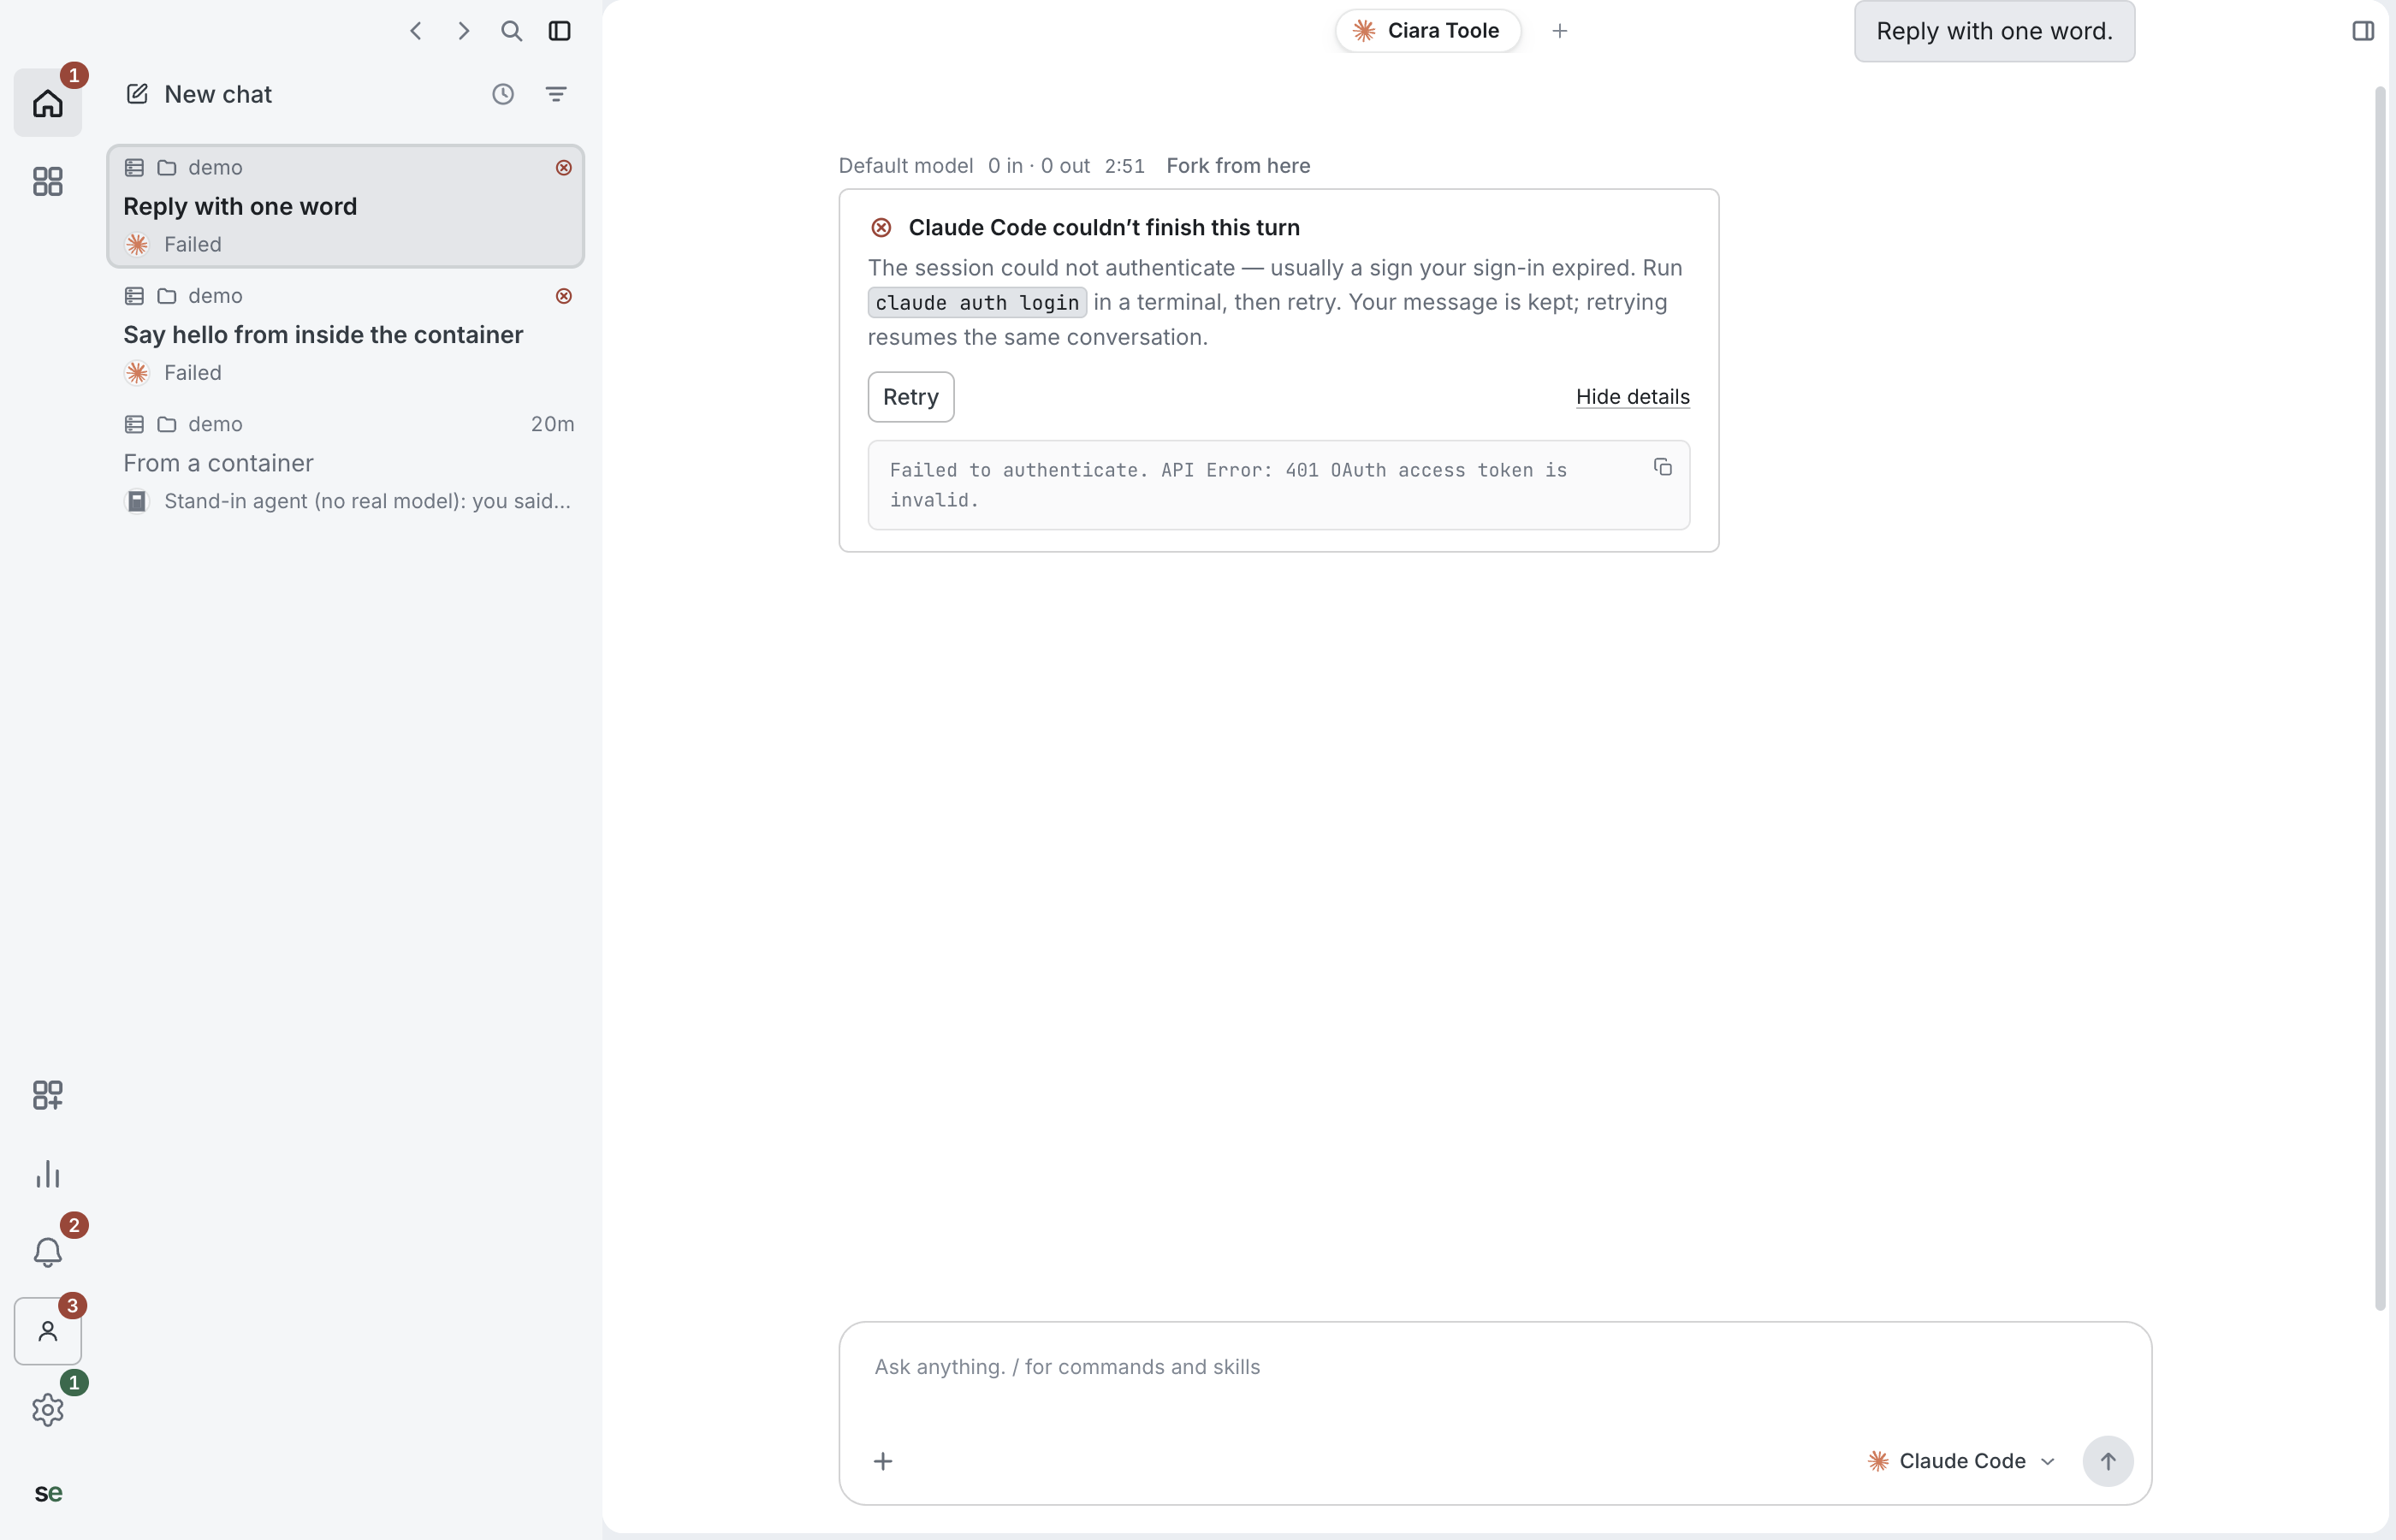 Ciara Toole
Reply with one word.
1
New chat
demo
Reply with one word
Failed
demo
Say hello from inside the container
Failed
demo 20m
From a container
Stand-in agent (no real model): you said...
2
3
1
se
Default model 0 in · 0 out 2:51 Fork from here
Claude Code couldn’t finish this turn
The session could not authenticate — usually a sign your sign-in expired. Run
claude auth login in a terminal, then retry. Your message is kept; retrying
resumes the same conversation.
Retry Hide details
Failed to authenticate. API Error: 401 OAuth access token is
invalid.
Ask anything. / for commands and skills
Claude Code